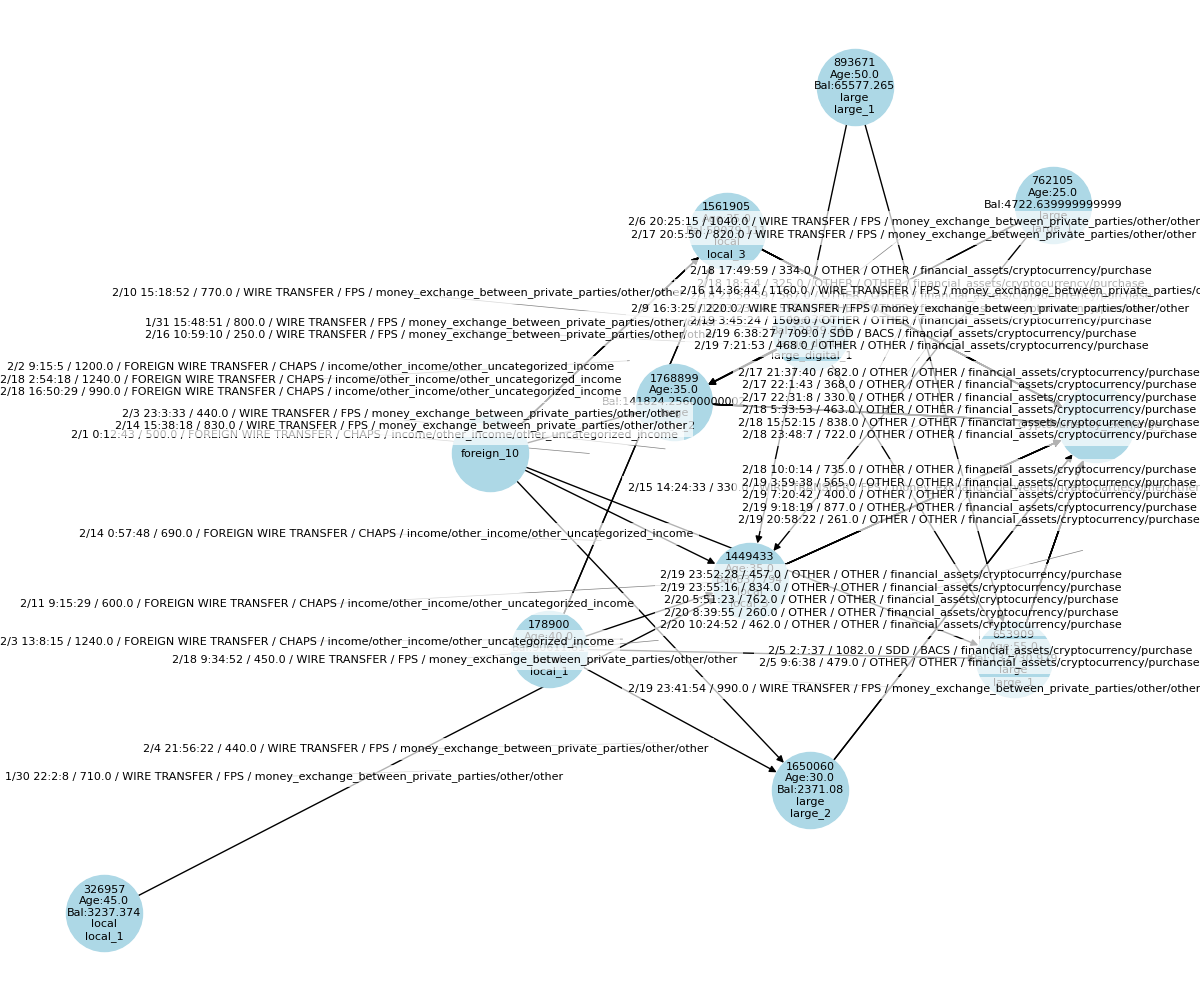 893671
Age:50.0
Bal:65577.265
large
large_1
762105
Age:25.0
Bal:4722.639999999999
large
1561905
local
local_3
2/6 20:25:15 / 1040.0 / WIRE TRANSFER / FPS / money_exchange_between_private_parties/other/other
2/17 20:5:50 / 820.0 / WIRE TRANSFER / FPS / money_exchange_between_private_parties/other/other
2/18 17:49:59 / 334.0 / OTHER / OTHER / financial_assets/cryptocurrency/purchase
2/18 18:5:4 / 325.0 / OTHER / OTHER / financial_assets/cryptocurrency/purchase
2/10 15:18:52 / 770.0 / WIRE TRANSFER / FPS / money_exchange_between_private_parties/other/other
2/16 14:36:44 / 1160.0 / WIRE TRANSFER / FPS / money_exchange_between_private_parties/other/
2/9 16:3:25 / 220.0 / WIRE TRANSFER / FPS / money_exchange_between_private_parties/other/other
1/31 15:48:51 / 800.0 / WIRE TRANSFER / FPS / money_exchange_between_private_parties/other/
2/19 3:45:24 / 1509.0 / OTHER / OTHER / financial_assets/cryptocurrency/purchase
2/16 10:59:10 / 250.0 / WIRE TRANSFER / FPS / money_exchange_between_private_parties/other/
2/19 6:38:27 / 709.0 / SDD / BACS / financial_assets/cryptocurrency/purchase
2/19 7:21:53 / 468.0 / OTHER / OTHER / financial_assets/cryptocurrency/purchase
large_digital_1
2/2 9:15:5 / 1200.0 / FOREIGN WIRE TRANSFER / CHAPS / income/other_income/other_uncategorized_income
2/18 2:54:18 / 1240.0 / FOREIGN WIRE TRANSFER / CHAPS / income/other_income/other_uncategorized_income
2/18 16:50:29 / 990.0 / FOREIGN WIRE TRANSFER / CHAPS / income/other_income/other_uncategorized_income
1768899
Age:35.0
Bal:141824.25600000002
large
2/17 21:37:40 / 682.0 / OTHER / OTHER / financial_assets/cryptocurrency/purchase
2/17 22:1:43 / 368.0 / OTHER / OTHER / financial_assets/cryptocurrency/purchase
2/17 22:31:8 / 330.0 / OTHER / OTHER / financial_assets/cryptocurrency/purchase
2/18 5:33:53 / 463.0 / OTHER / OTHER / financial_assets/cryptocurrency/purchase
2/18 15:52:15 / 838.0 / OTHER / OTHER / financial_assets/cryptocurrency/purchase
2/18 23:48:7 / 722.0 / OTHER / OTHER / financial_assets/cryptocurrency/purchase
2/3 23:3:33 / 440.0 / WIRE TRANSFER / FPS / money_exchange_between_private_parties/other/other
2/14 15:38:18 / 830.0 / WIRE TRANSFER / FPS / money_exchange_between_private_parties/other/other
2/1 0:12:43 / 500.0 / FOREIGN WIRE TRANSFER / CHAPS / income/other_income/other_uncategorized_income
foreign_10
2/18 10:0:14 / 735.0 / OTHER / OTHER / financial_assets/cryptocurrency/purchase
2/19 3:59:38 / 565.0 / OTHER / OTHER / financial_assets/cryptocurrency/purchase
2/15 14:24:33 / 330.0
2/19 7:20:42 / 400.0 / OTHER / OTHER / financial_assets/cryptocurrency/purchase
2/19 9:18:19 / 877.0 / OTHER / OTHER / financial_assets/cryptocurrency/purchase
2/19 20:58:22 / 261.0 / OTHER / OTHER / financial_assets/cryptocurrency/purchase
2/14 0:57:48 / 690.0 / FOREIGN WIRE TRANSFER / CHAPS / income/other_income/other_uncategorized_income
1449433
Age:35.0
2/19 23:52:28 / 457.0 / OTHER / OTHER / financial_assets/cryptocurrency/purchase
2/19 23:55:16 / 834.0 / OTHER / OTHER / financial_assets/cryptocurrency/purchase
2/20 5:51:23 / 762.0 / OTHER / OTHER / financial_assets/cryptocurrency/purchase
2/20 8:39:55 / 260.0 / OTHER / OTHER / financial_assets/cryptocurrency/purchase
2/20 10:24:52 / 462.0 / OTHER / OTHER / financial_assets/cryptocurrency/purchase
2/11 9:15:29 / 600.0 / FOREIGN WIRE TRANSFER / CHAPS / income/other_income/other_uncategorized_income
178900
Age:40.0
local_1
2/3 13:8:15 / 1240.0 / FOREIGN WIRE TRANSFER / CHAPS / income/other_income/other_uncategorized_income
2/18 9:34:52 / 450.0 / WIRE TRANSFER / FPS / money_exchange_between_private_parties/other/other
653909
Age:55.0
2/5 2:7:37 / 1082.0 / SDD / BACS / financial_assets/cryptocurrency/purchase
2/5 9:6:38 / 479.0 / OTHER / OTHER / financial_assets/cryptocurrency/purchase
large
large_1
2/19 23:41:54 / 990.0 / WIRE TRANSFER / FPS / money_exchange_between_private_parties/other/other
2/4 21:56:22 / 440.0 / WIRE TRANSFER / FPS / money_exchange_between_private_parties/other/other
1/30 22:2:8 / 710.0 / WIRE TRANSFER / FPS / money_exchange_between_private_parties/other/other
1650060
Age:30.0
Bal:2371.08
large
large_2
326957
Age:45.0
Bal:3237.374
local
local_1